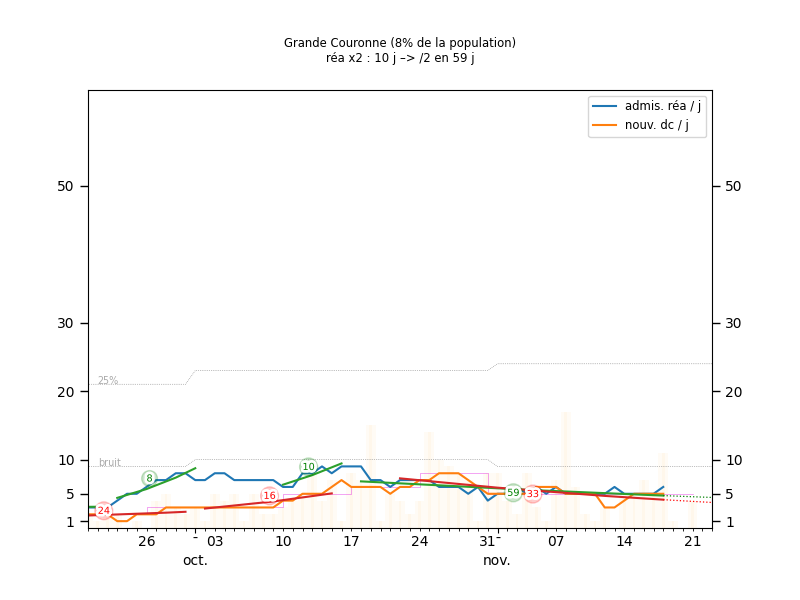 Grande Couronne (8% de la population)
réa x2 : 10 j –> /2 en 59 j
admis. réa / j
nouv. dc / j
50 50
30 30
25%
20 20
bruit
10 10
8 10
5 5
24 16 59 33
1 1
26 - 03 10 17 24 31 - 07 14 21
oct. nov.